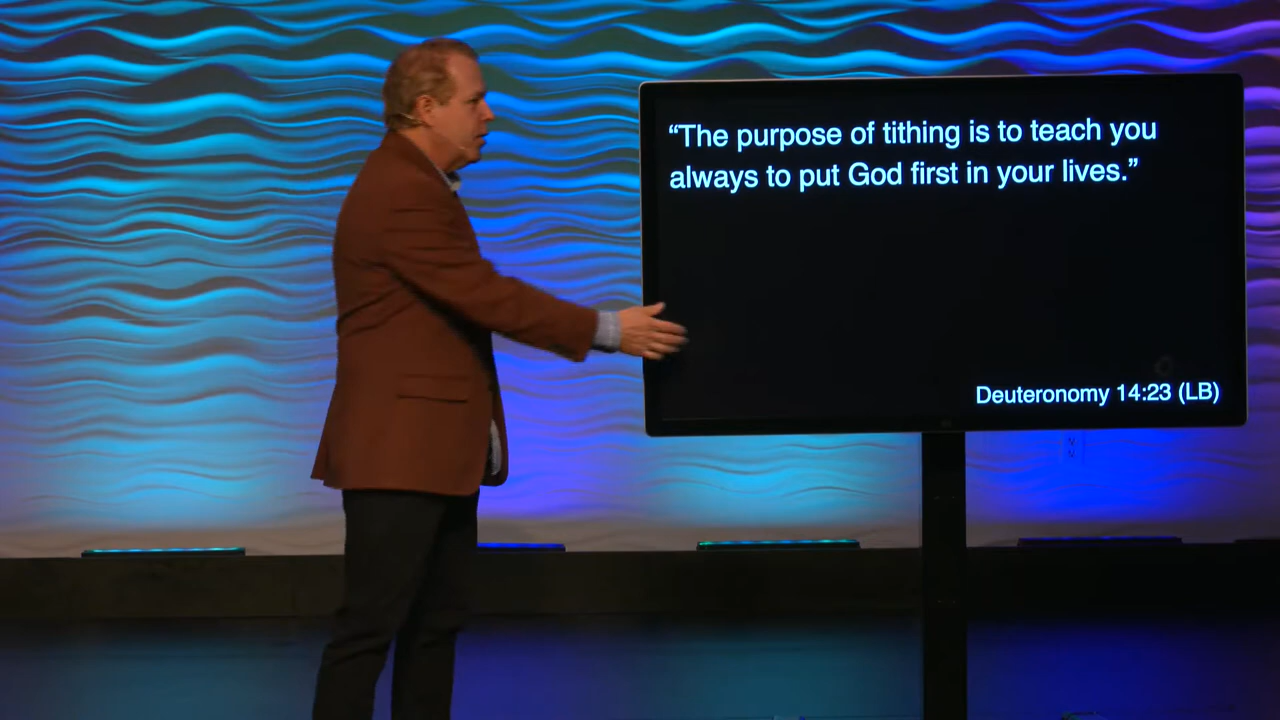 “The purpose of tithing is to teach you
always to put God first in your lives.”
Deuteronomy 14:23 (LB)